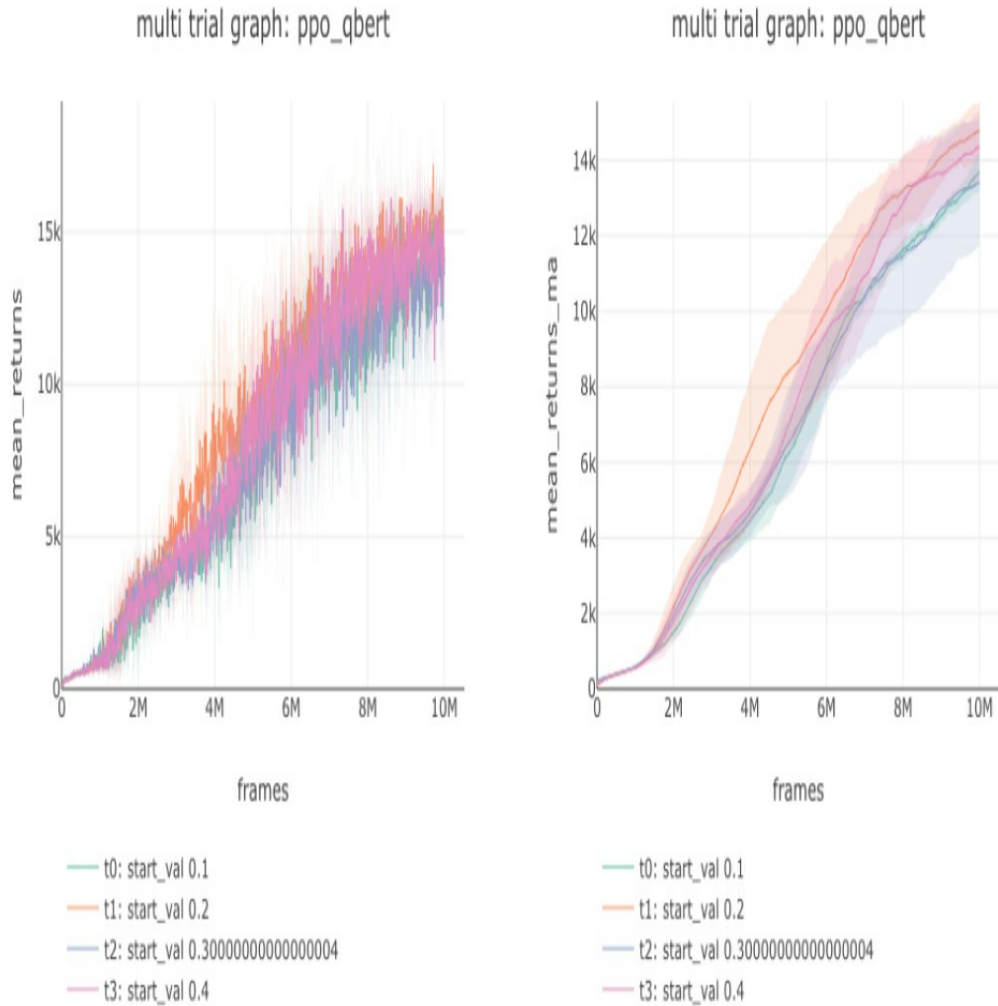 multi trial graph: ppo_qbert
mean_returns
15k
10k
5k
0
0 2M 4M 6M 8M 10M
frames
t0: start_val 0.1
t1: start_val 0.2
t2: start_val 0.30000000000000004
t3: start_val 0.4
multi trial graph: ppo_qbert
mean_returns_ma
14k
12k
10k
8k
6k
4k
2k
0
0 2M 4M 6M 8M 10M
frames
t0: start_val 0.1
t1: start_val 0.2
t2: start_val 0.30000000000000004
t3: start_val 0.4